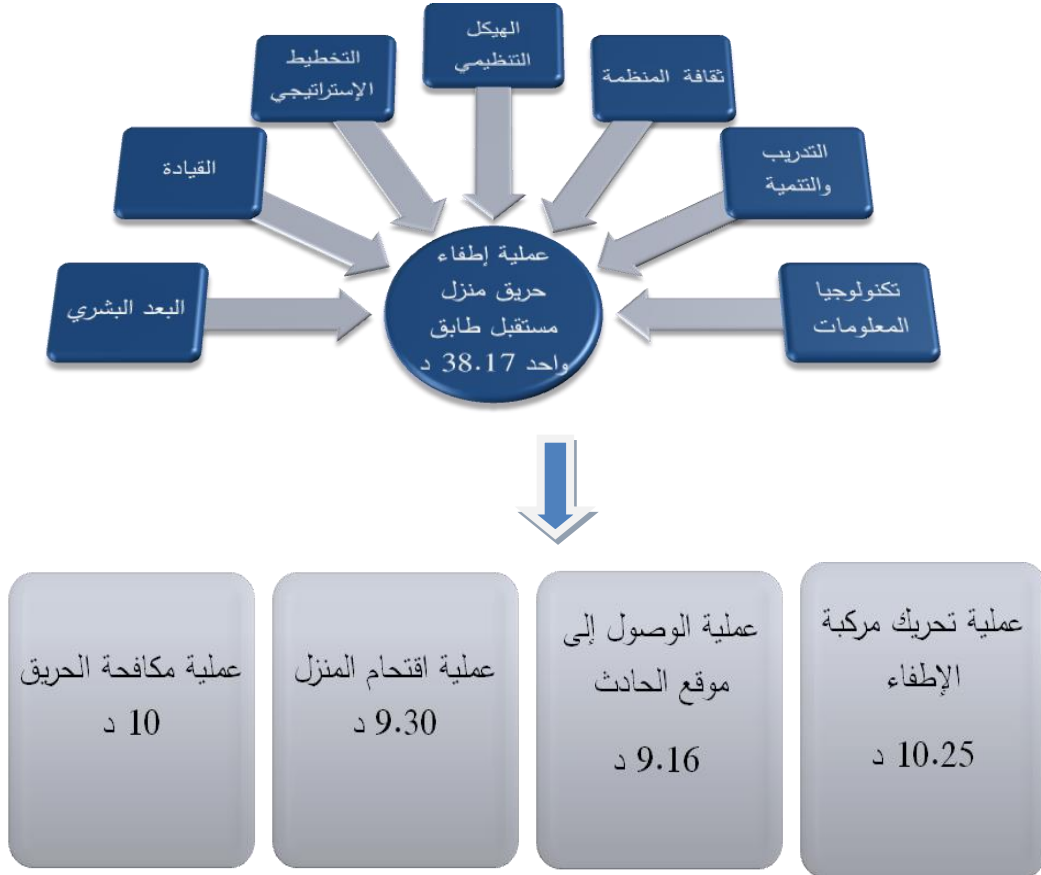 الهيكل
التنظيمي
التخطيط
الإستراتيجي
ثقافة المنظمة
القيادة
التدريب
والتنمية
البعد البشري
تكنولوجيا
المعلومات
عملية إطفاء
حريق منزل
مستقبل طابق
واحد 38.17 د
عملية تحريك مركبة
الإطفاء
10.25 د
عملية الوصول إلى
موقع الحادث
9.16 د
عملية اقتحام المنزل
9.30 د
عملية مكافحة الحريق
10 د